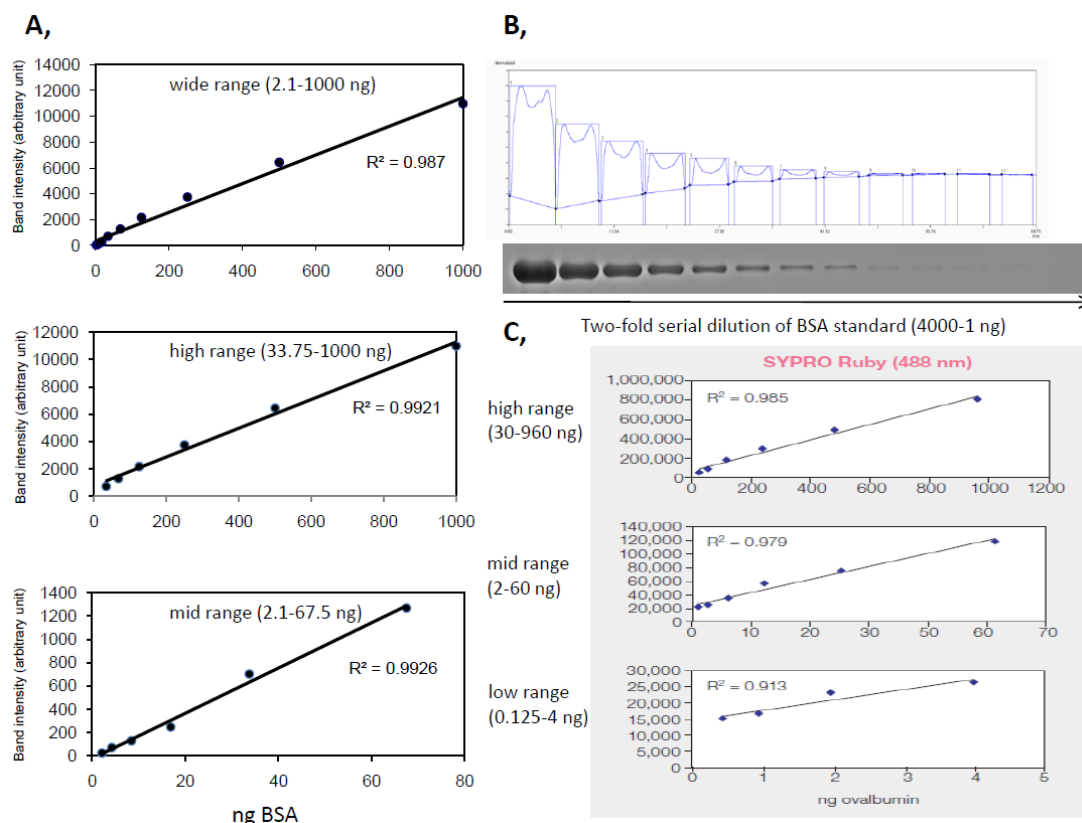 A,
Band intensity (arbitrary unit)
14000
12000
10000
8000
6000
4000
2000
0
wide range (2.1-1000 ng)
R² = 0.987
0 200 400 600 800 1000
Band intensity (arbitrary unit)
12000
10000
8000
6000
4000
2000
0
high range (33.75-1000 ng)
R² = 0.9921
0 200 400 600 800 1000
Band intensity (arbitrary unit)
1400
1200
1000
800
600
400
200
0
mid range (2.1-67.5 ng)
R² = 0.9926
0 20 40 60 80
ng BSA
B,
Two-fold serial dilution of BSA standard (4000-1 ng)
C,
SYPRO Ruby (488 nm)
high range
(30-960 ng)
1,000,000
800,000
600,000
400,000
200,000
0
R² = 0.985
0 200 400 600 800 1000 1200
mid range
(2-60 ng)
140,000
120,000
100,000
80,000
60,000
40,000
20,000
0
R² – 0.979
0 10 20 30 40 50 60 70
low range
(0.125-4 ng)
30,000
25,000
20,000
15,000
10,000
5,000
0
R² = 0.913
0 1 2 3 4 5
ng ovalbumin